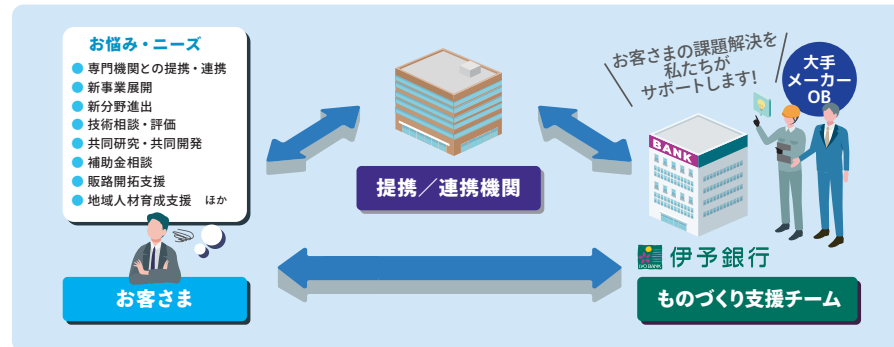 お悩み・ニーズ
● 専門機関との提携・連携
● 新事業展開
● 新分野進出
● 技術相談・評価
● 共同研究・共同開発
● 補助金相談
● 販路開拓支援
● 地域人材育成支援 ほか
お客さま
提携／連携機関
お客さまの課題解決を
私たちが
サポートします!
大手
メーカー
OB
BANK
IYO BANK
伊予銀行
ものづくり支援チーム